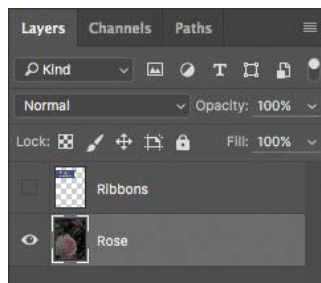 Layers Channels Paths
Kind
Normal Opacity: 100%
Lock: Fill: 100%
Ribbons
Rose